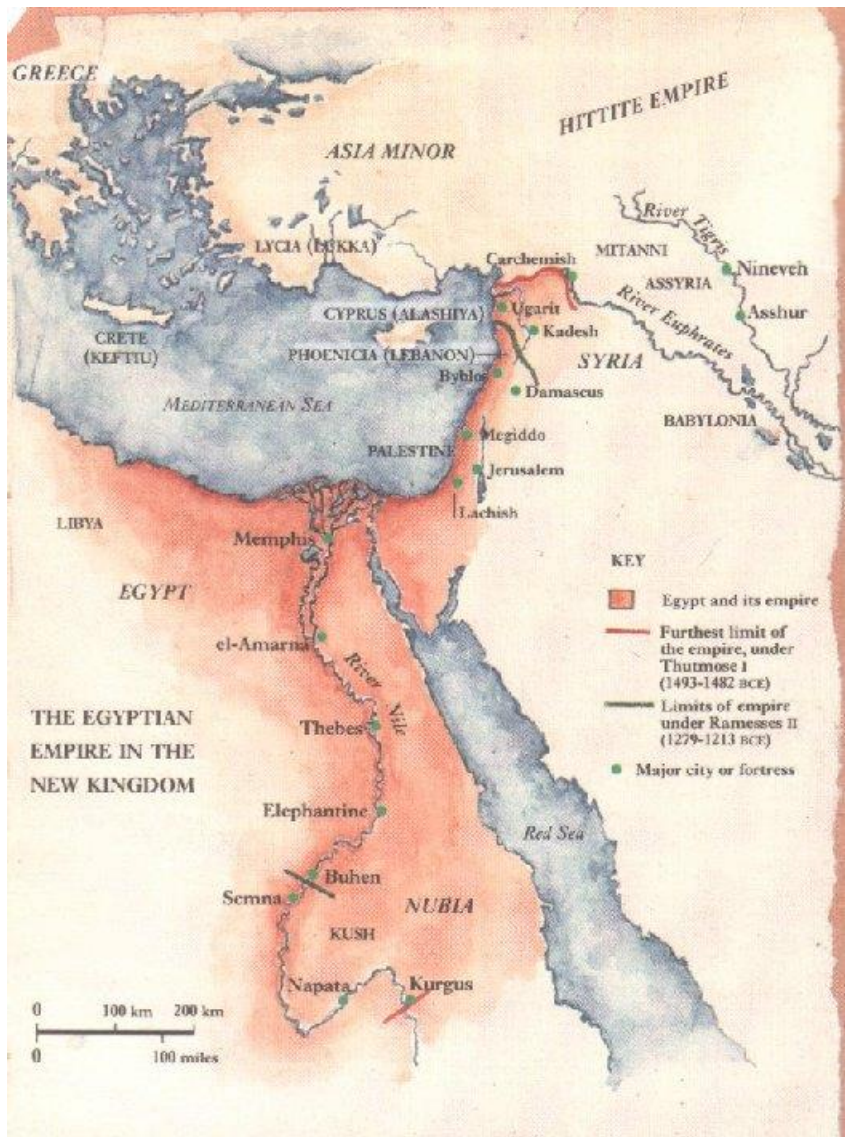 GREECE
HITTITE EMPIRE
ASIA MINOR
River Tigris
LYCIA (LUKKA)
MITANNI
Carchemish
Nineveh
ASSYRIA
CYPRUS (ALASHIYA)
Ugarit
River Euphrates
Asshur
CRETE
(KEFTIU)
Kadesh
PHOENICIA (LEBANON)
SYRIA
Byblos
Damascus
MEDITERRANEAN SEA
BABYLONIA
Megiddo
PALESTINE
Jerusalem
Lachish
LIBYA
Memphis
EGYPT
el-Amarna
River Nile
Thebes
THE EGYPTIAN
EMPIRE IN THE
NEW KINGDOM
Elephantine
Red Sea
Buhen
Semna
NUBIA
KUSH
Napata
Kurgus
KEY
Egypt and its empire
Furthest limit of
the empire, under
Thutmose I
(1493-1482 BCE)
Limits of empire
under Ramesses II
(1279-1213 BCE)
Major city or fortress
0 100 km 200 km
0 100 miles